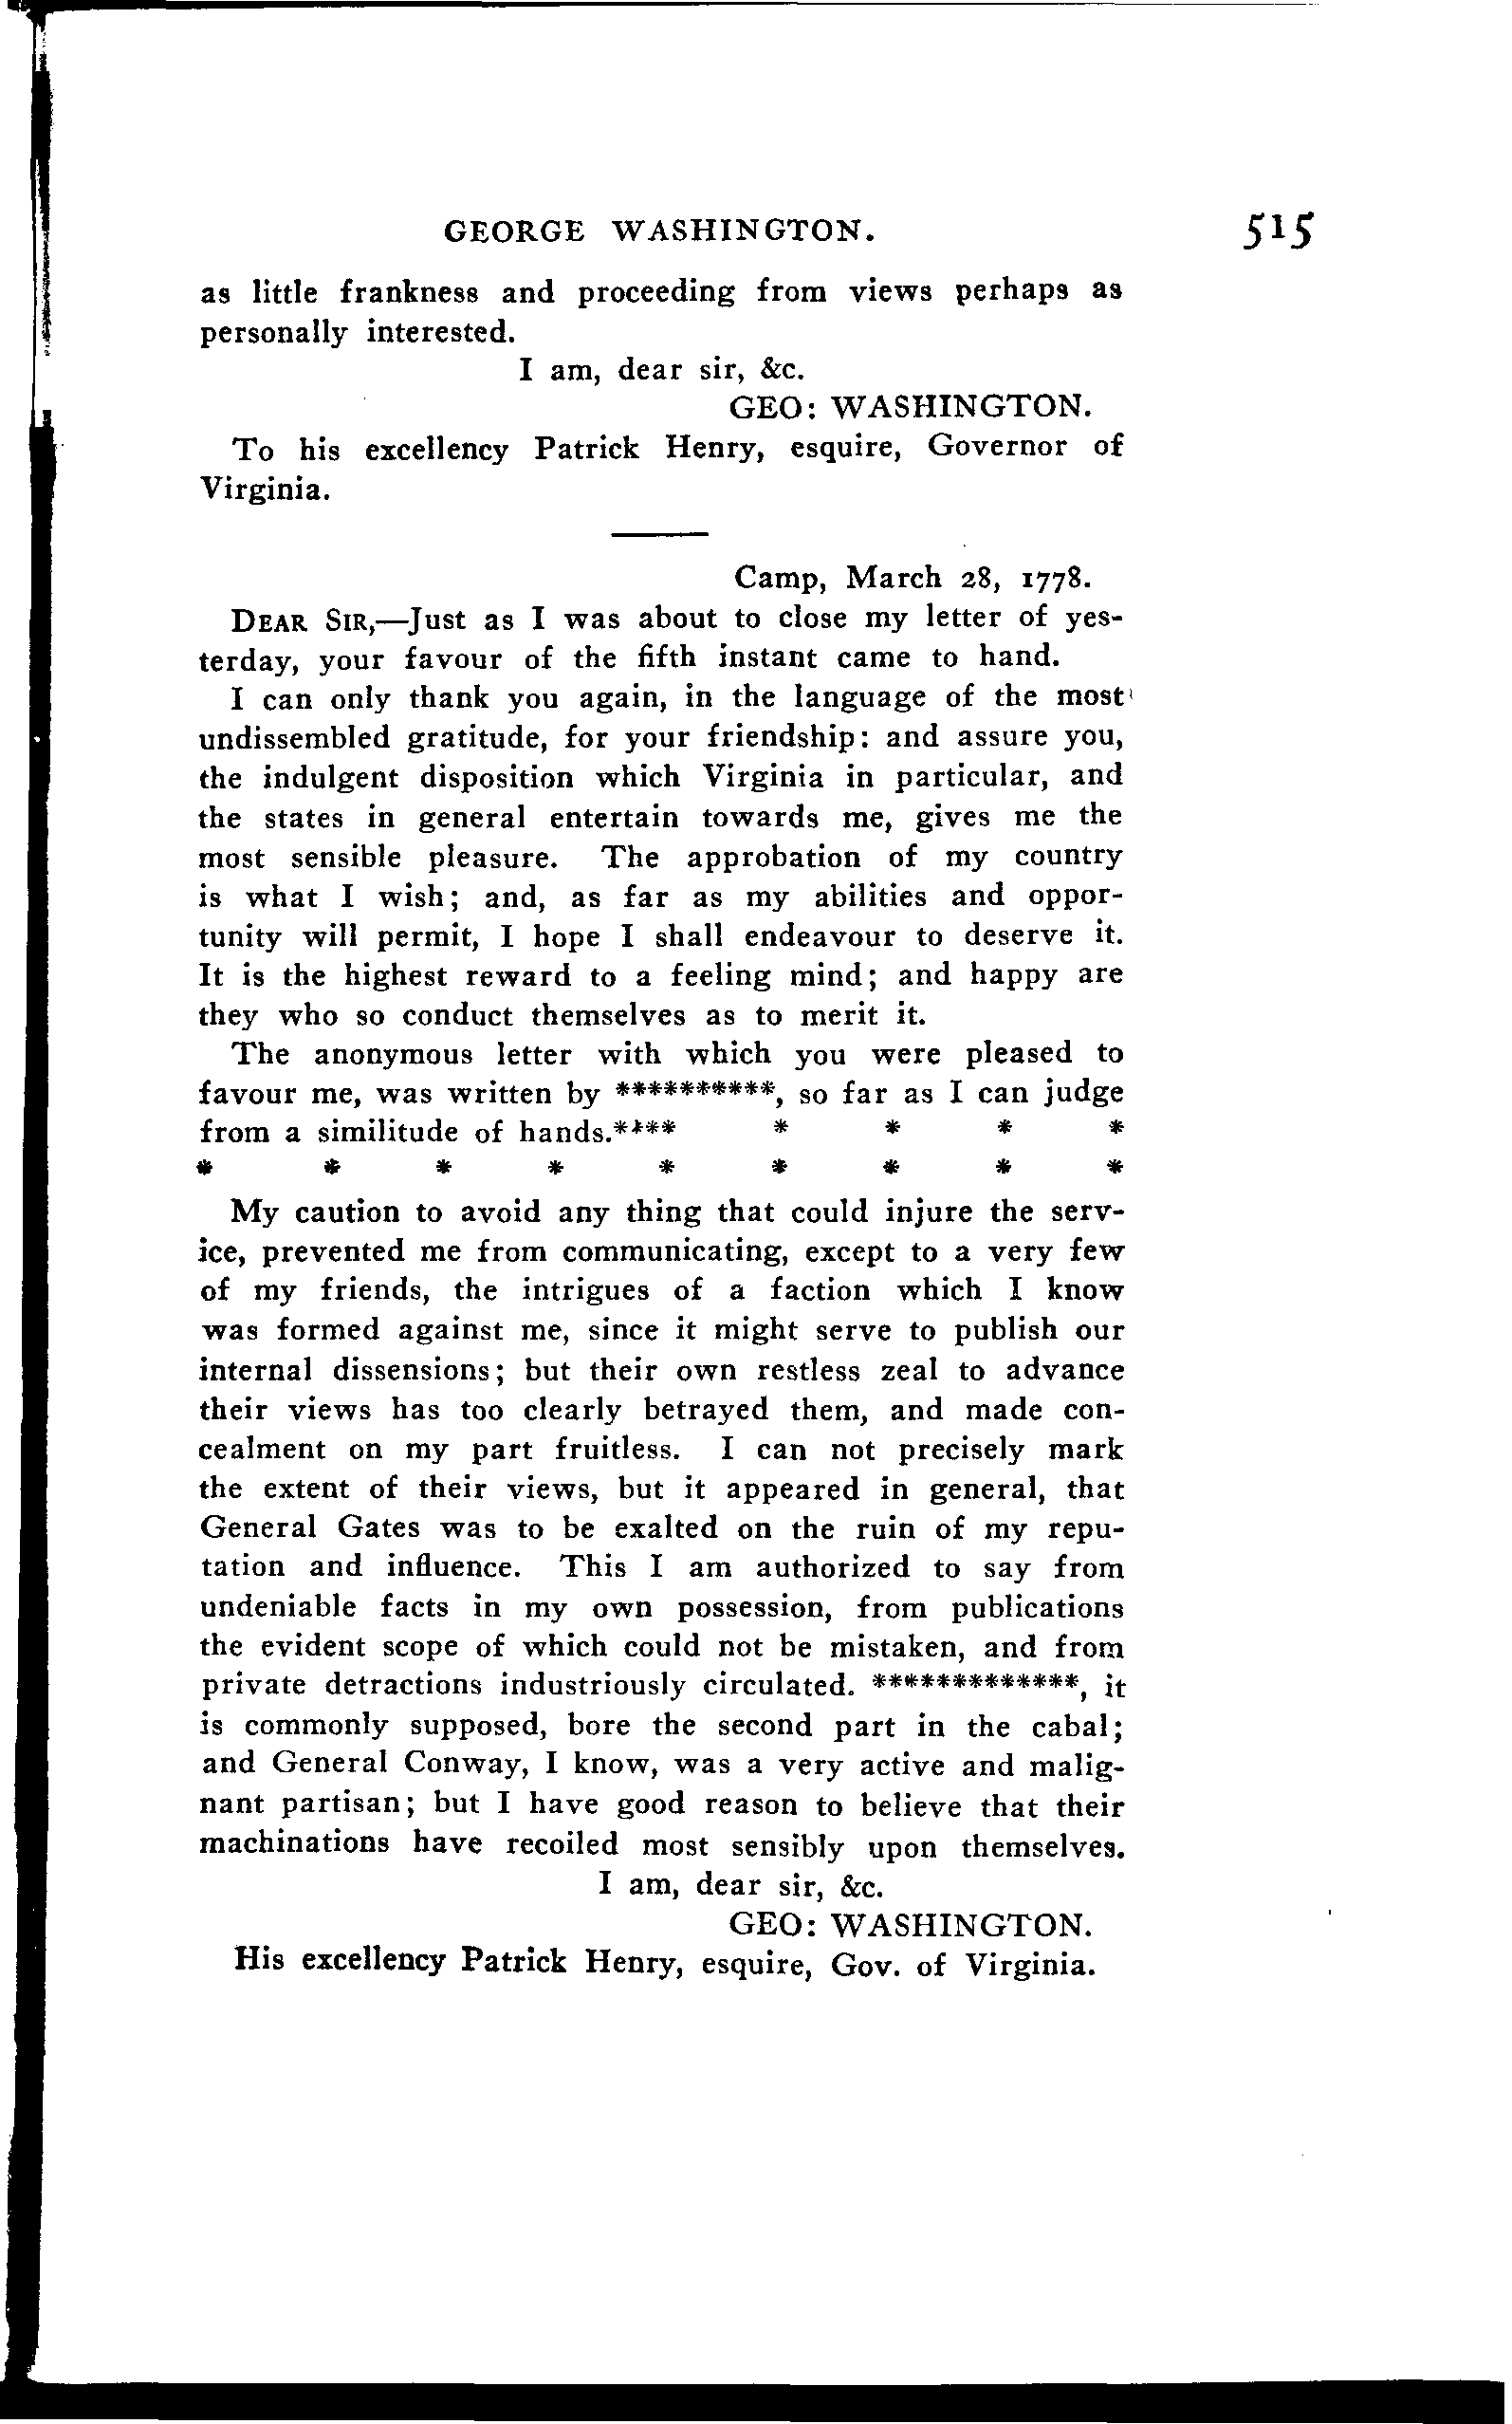 GEORGE WASHINGTON. 515
as little frankness and proceeding from views perhaps as
personally interested.
I am, dear sir, &c.
GEO: WASHINGTON.
To his excellency Patrick Henry, esquire, Governor of
Virginia.
Camp, March 28, 1778.
DEAR SIR,—Just as I was about to close my letter of yes-
terday, your favour of the fifth instant came to hand.
I can only thank you again, in the language of the most
undissembled gratitude, for your friendship: and assure you,
the indulgent disposition which Virginia in particular, and
the states in general entertain towards me, gives me the
most sensible pleasure. The approbation of my country
is what I wish; and, as far as my abilities and oppor-
tunity will permit, I hope I shall endeavour to deserve it.
It is the highest reward to a feeling mind; and happy are
they who so conduct themselves as to merit it.
The anonymous letter with which you were pleased to
favour me, was written by **********, so far as I can judge
from a similitude of hands.**** * * * *
* * * * * * * * *
My caution to avoid any thing that could injure the serv-
ice, prevented me from communicating, except to a very few
of my friends, the intrigues of a faction which I know
was formed against me, since it might serve to publish our
internal dissensions; but their own restless zeal to advance
their views has too clearly betrayed them, and made con-
cealment on my part fruitless. I can not precisely mark
the extent of their views, but it appeared in general, that
General Gates was to be exalted on the ruin of my repu-
tation and influence. This I am authorized to say from
undeniable facts in my own possession, from publications
the evident scope of which could not be mistaken, and from
private detractions industriously circulated. *************, it
is commonly supposed, bore the second part in the cabal;
and General Conway, I know, was a very active and malig-
nant partisan; but I have good reason to believe that their
machinations have recoiled most sensibly upon themselves.
I am, dear sir, &c.
GEO: WASHINGTON.
His excellency Patrick Henry, esquire, Gov. of Virginia.